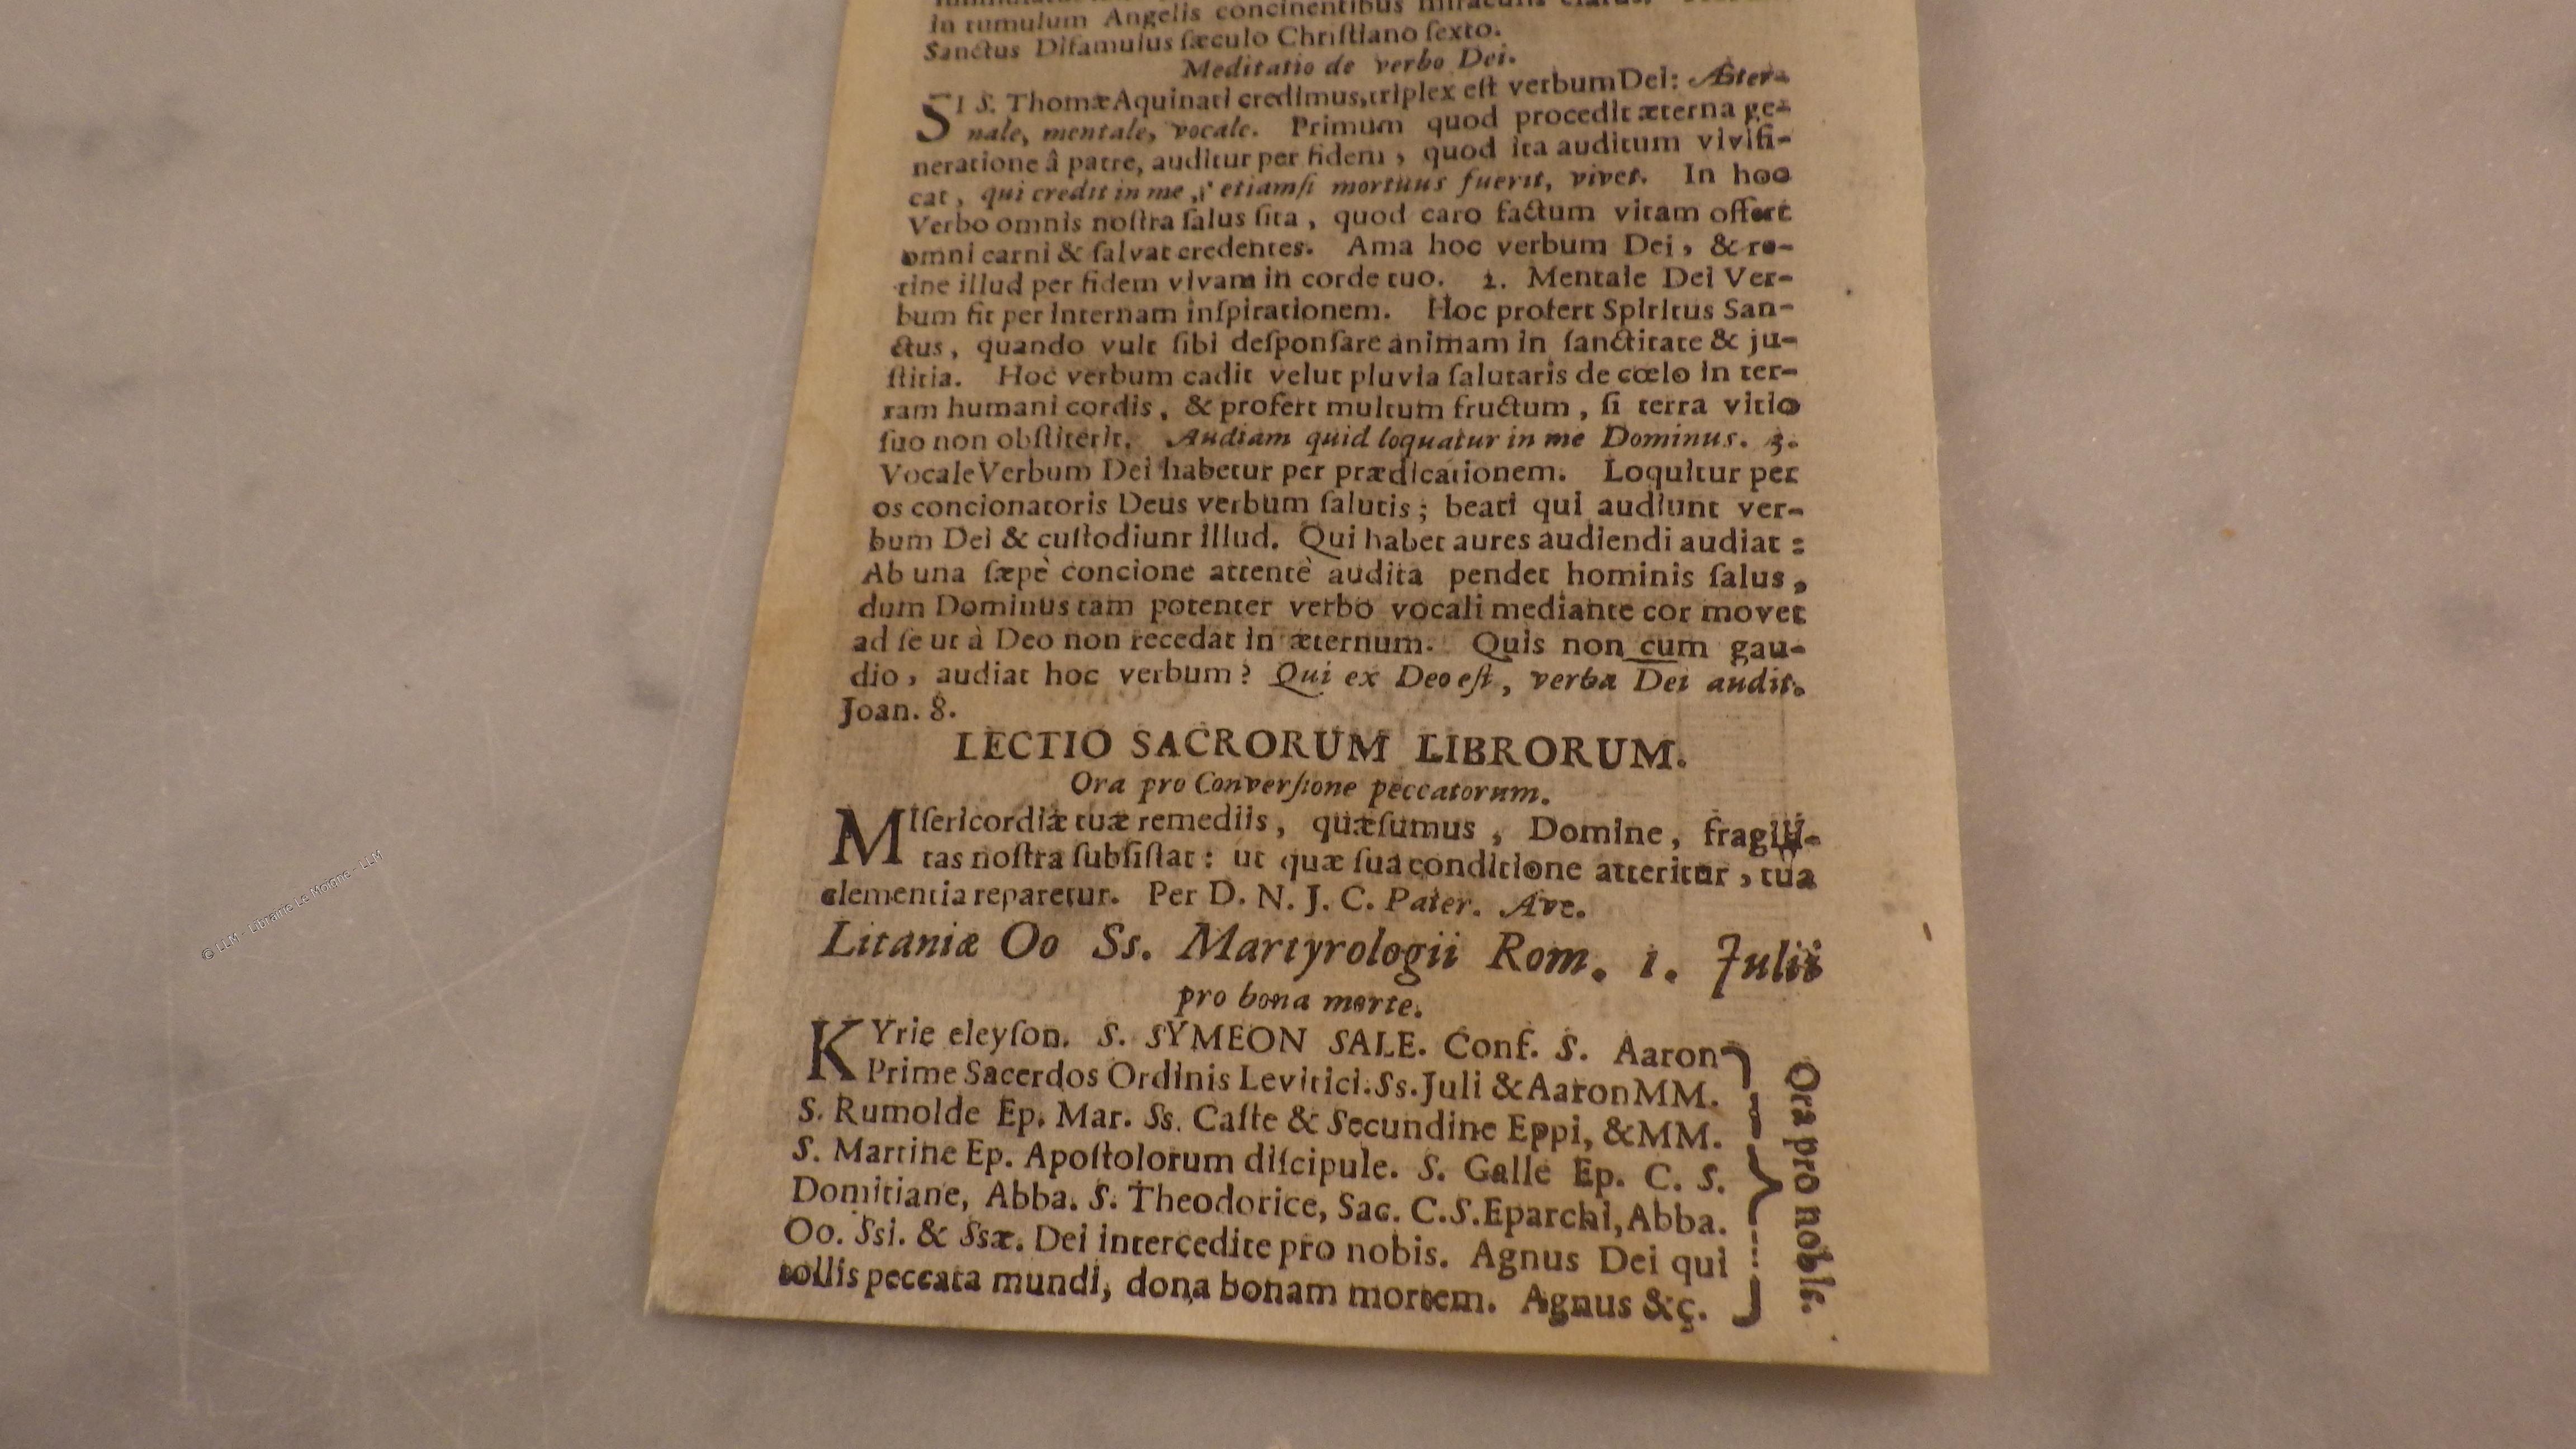 in tumulum Angelis concinentibus miraculis clarus.
Sanctus Difamulus ſæculo Chriſtiano ſexto.
Meditatio de verbo Dei.
SI S. Thomæ Aquinati credimus, triplex eſt verbum Dei: Æter-
nale, mentale, vocale. Primum quod procedit æterna ge-
neratione â patre, auditur per fidem, quod ita auditum vivifi-
cat, qui credit in me, etiamſi mortuus fuerit, vivet. In hoc
Verbo omnis noſtra ſalus ſita, quod caro factum vitam offert
omni carni & ſalvat credentes. Ama hoc verbum Dei, & re-
tine illud per fidem vivam in corde tuo. 2. Mentale Dei Ver-
bum fit per internam inſpirationem. Hoc profert Spiritus San-
ctus, quando vult ſibi deſponſare animam in ſanctitate & ju-
ſtitia. Hoc verbum cadit velut pluvia ſalutaris de cœlo in ter-
ram humani cordis, & profert multum fructum, ſi terra vitio
ſuo non obſtiterit. Audiam quid loquatur in me Dominus. 3.
Vocale Verbum Dei habetur per prædicationem. Loquitur per
os concionatoris Deus verbum ſalutis; beati qui audiunt ver-
bum Dei & cuſtodiunt illud. Qui habet aures audiendi audiat:
Ab una ſæpè concione attentè audita pendet hominis ſalus,
dum Dominus tam potenter verbo vocali mediante cor movet
ad ſe ut à Deo non recedat in æternum. Quis non cum gau-
dio, audiat hoc verbum? Qui ex Deo eſt, verba Dei audit.
Joan. 8.
LECTIO SACRORUM LIBRORUM.
Ora pro Converſione peccatorum.
MIſericordiæ tuæ remediis, quæſumus, Domine, fragili-
tas noſtra ſubſiſtat: ut quæ ſua conditione atteritur, tua
clementia reparetur. Per D. N. J. C. Pater. Ave.
Litaniæ Oo Ss. Martyrologii Rom. 1. Julii
pro bona morte.
KYrie eleyſon. S. SYMEON SALE. Conf. S. Aaron
Prime Sacerdos Ordinis Levitici. Ss. Juli & Aaron MM.
S. Rumolde Ep. Mar. Ss. Caſte & Secundine Eppi, & MM.
S. Martine Ep. Apoſtolorum diſcipule. S. Galle Ep. C. S.
Domitiane, Abba. S. Theodorice, Sac. C. S. Eparchi, Abba.
Oo. Ssi. & Ssæ. Dei intercedite pro nobis. Agnus Dei qui
tollis peccata mundi, dona bonam mortem. Agnus &ç.
Ora pro nobis.
© LLM - Librairie Le Moigne - LLM